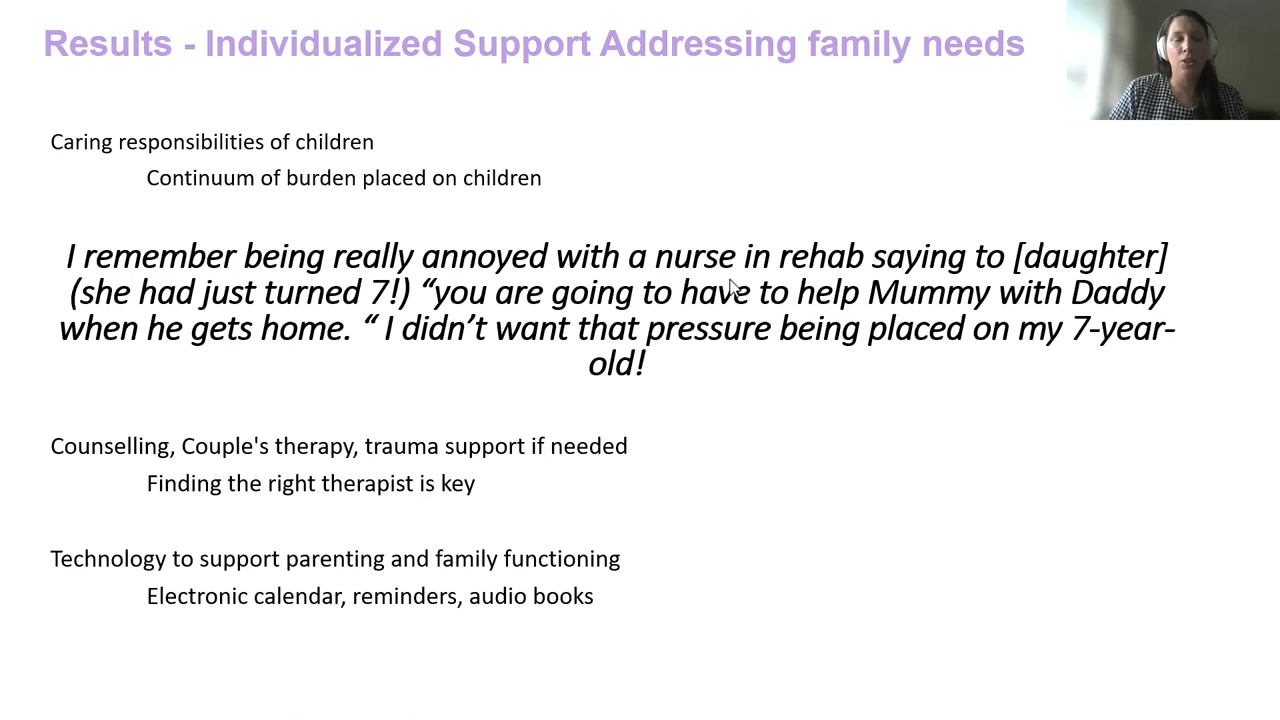 Results - Individualized Support Addressing family needs
Caring responsibilities of children
Continuum of burden placed on children
I remember being really annoyed with a nurse in rehab saying to [daughter]
(she had just turned 7!) “you are going to have to help Mummy with Daddy
when he gets home. “ I didn’t want that pressure being placed on my 7-year-
old!
Counselling, Couple's therapy, trauma support if needed
Finding the right therapist is key
Technology to support parenting and family functioning
Electronic calendar, reminders, audio books